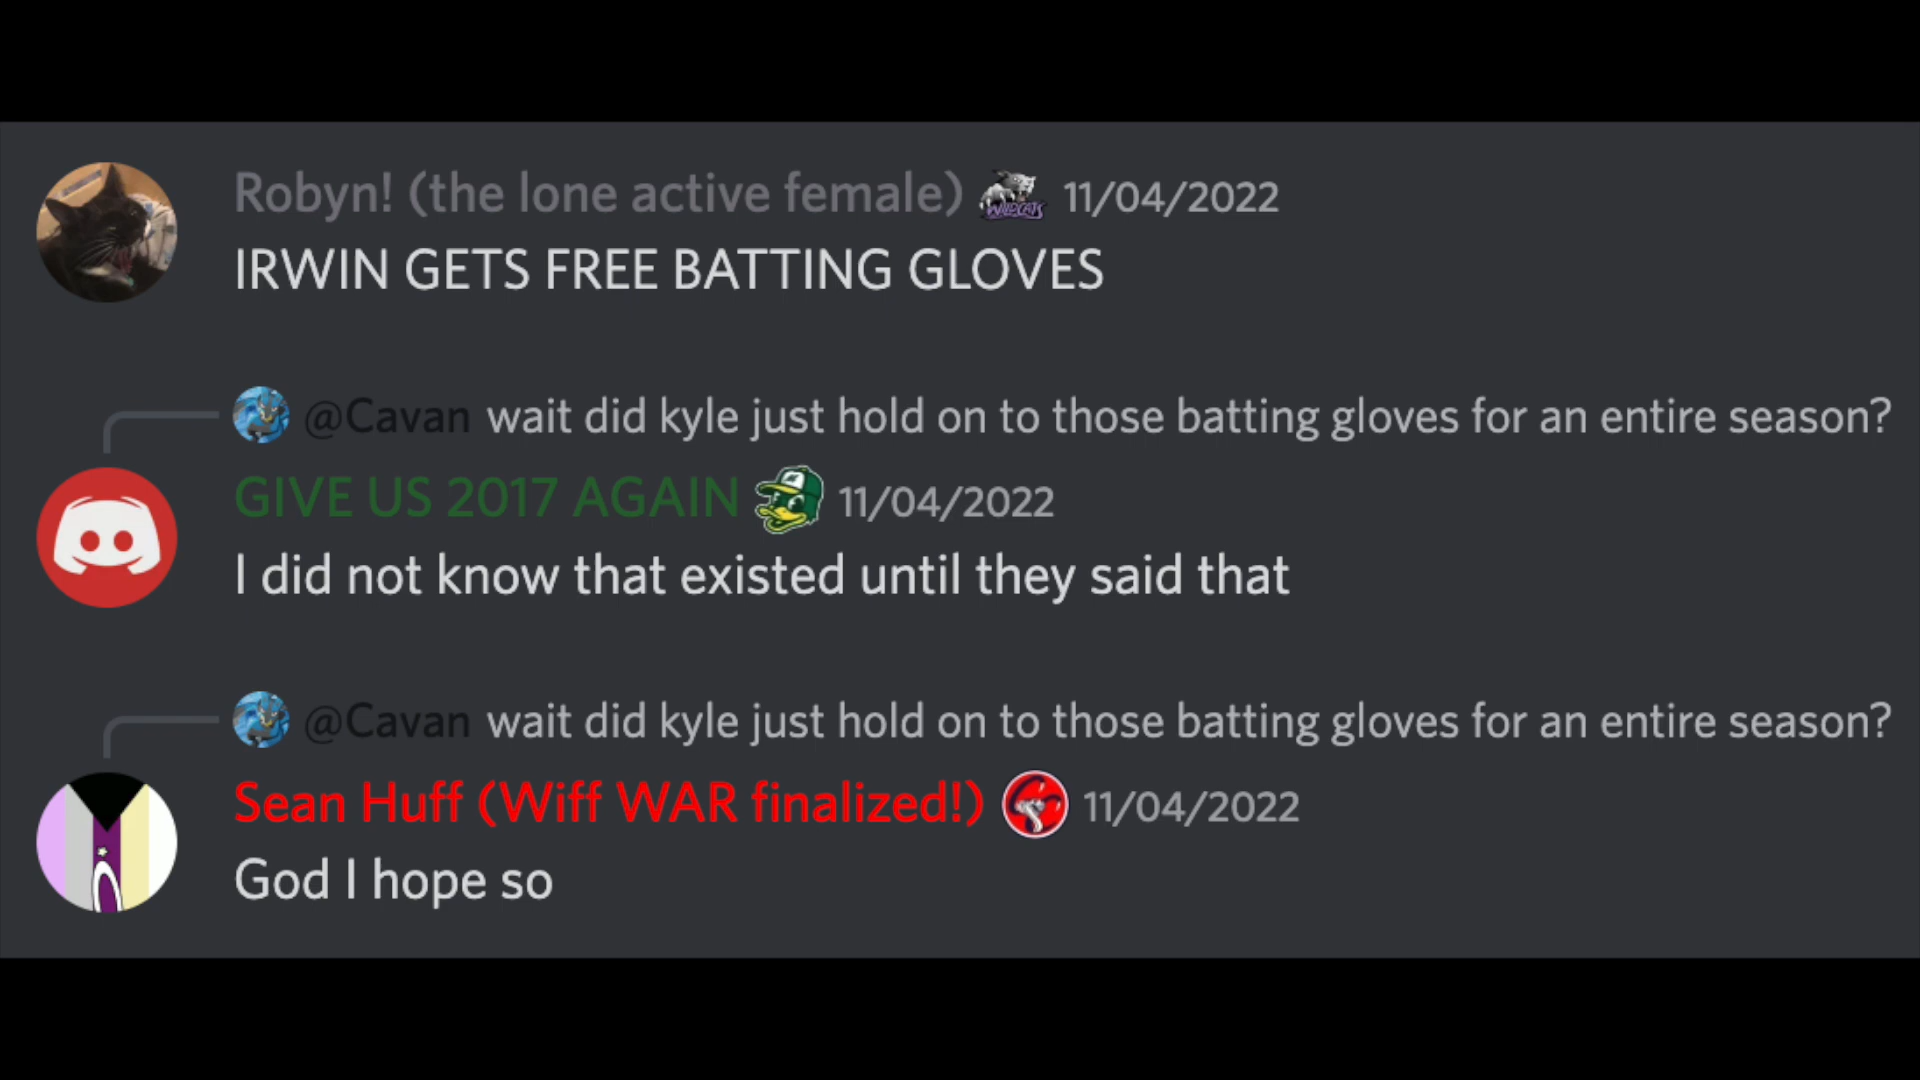 Robyn! (the lone active female) WILDCATS 11/04/2022
IRWIN GETS FREE BATTING GLOVES
@Cavan wait did kyle just hold on to those batting gloves for an entire season?
GIVE US 2017 AGAIN 11/04/2022
I did not know that existed until they said that
@Cavan wait did kyle just hold on to those batting gloves for an entire season?
Sean Huff (Wiff WAR finalized!) 11/04/2022
God I hope so